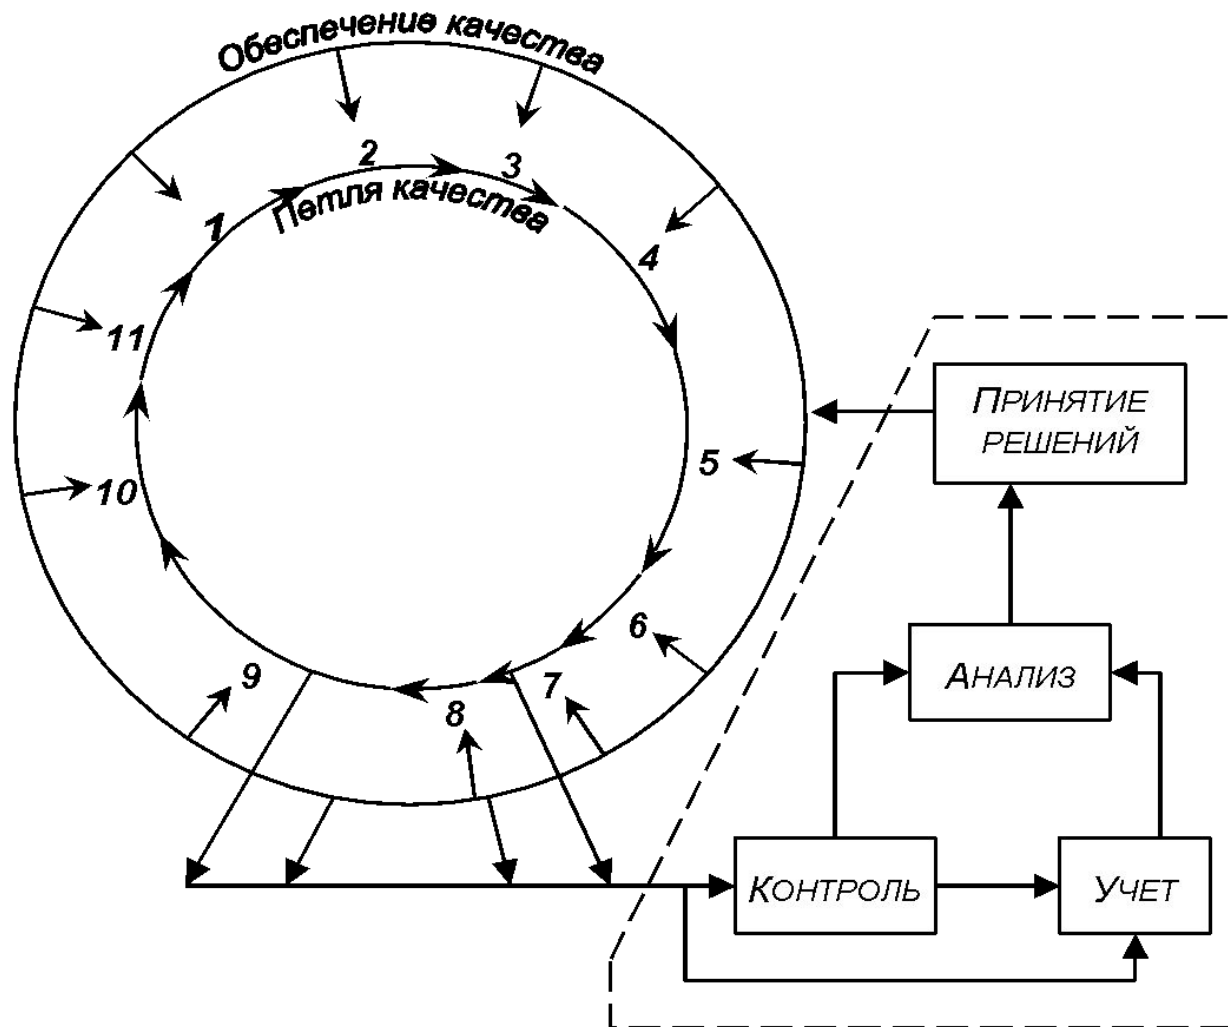 Обеспечение качества
2
3
Петля качества
1
4
11
ПРИНЯТИЕ
РЕШЕНИЙ
5
10
6
9
7
АНАЛИЗ
8
КОНТРОЛЬ
УЧЕТ